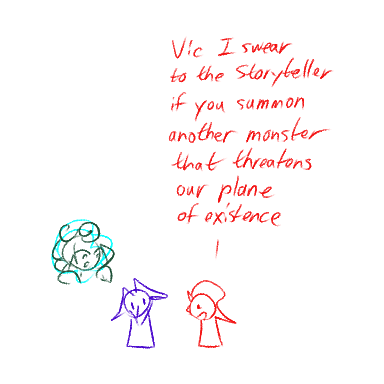 Vic I swear
to the Storyteller
if you summon
another monster
that threatens
our plane
of existence